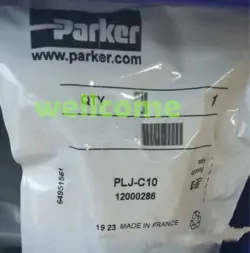 Parker
www.parker.com
wellcome
QTY 1
PLJ-C10
12000286
64951561
19 23 MADE IN FRANCE